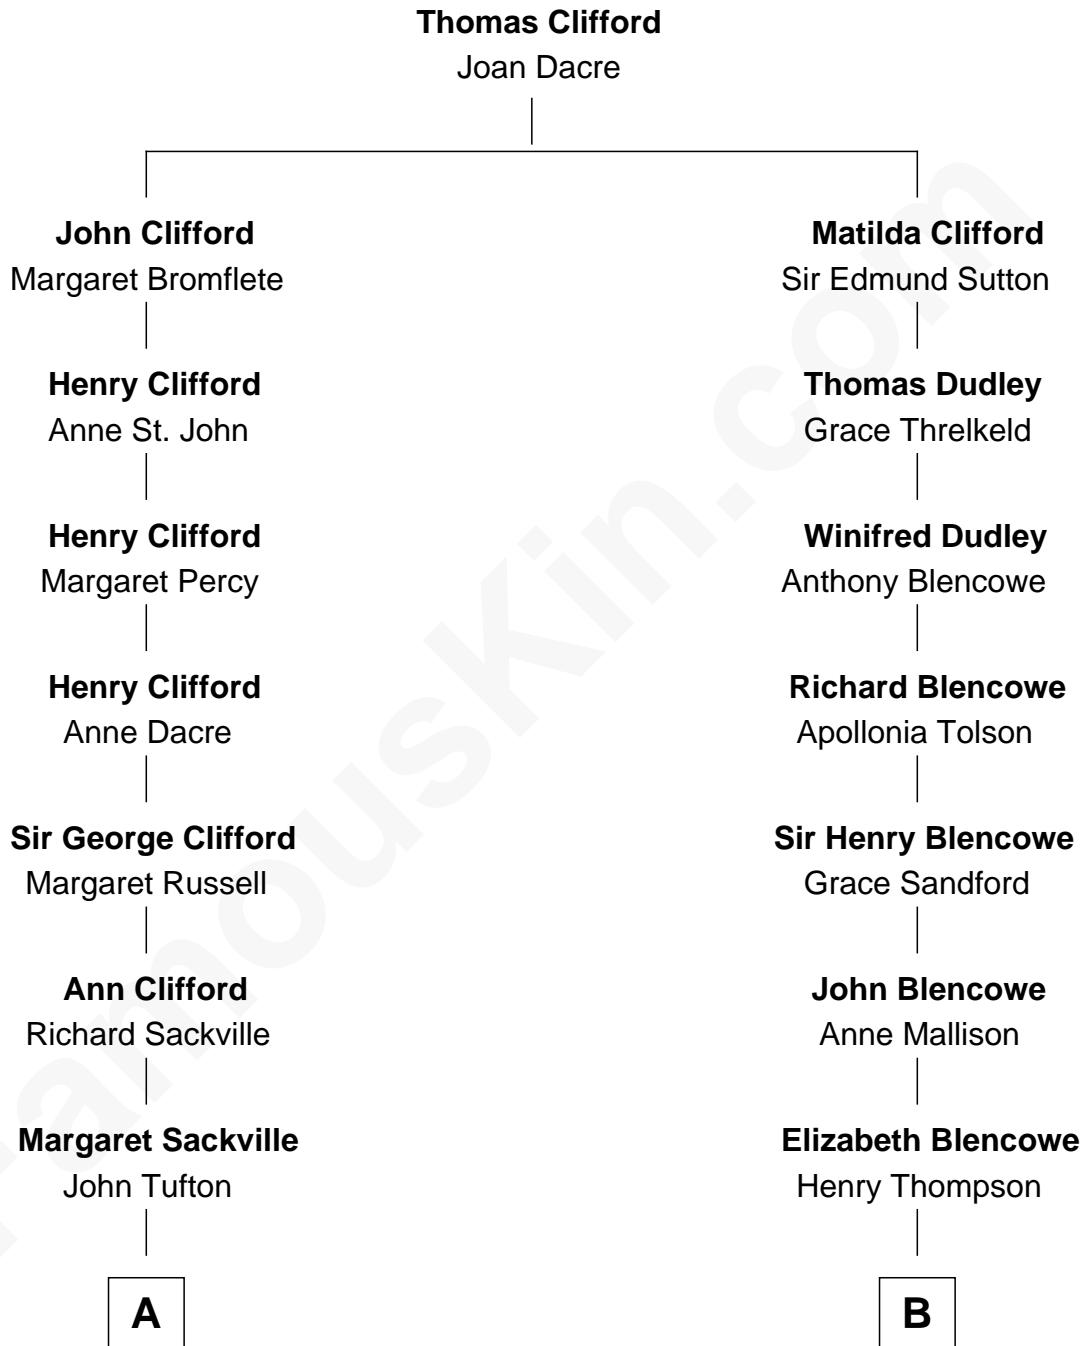 Thomas Clifford
Joan Dacre
John Clifford
Margaret Bromflete
Matilda Clifford
Sir Edmund Sutton
Henry Clifford
Anne St. John
Thomas Dudley
Grace Threlkeld
Henry Clifford
Margaret Percy
Winifred Dudley
Anthony Blencowe
Henry Clifford
Anne Dacre
Richard Blencowe
Apollonia Tolson
Sir George Clifford
Margaret Russell
Sir Henry Blencowe
Grace Sandford
Ann Clifford
Richard Sackville
John Blencowe
Anne Mallison
Margaret Sackville
John Tufton
Elizabeth Blencowe
Henry Thompson
A
B
FamousKin.com